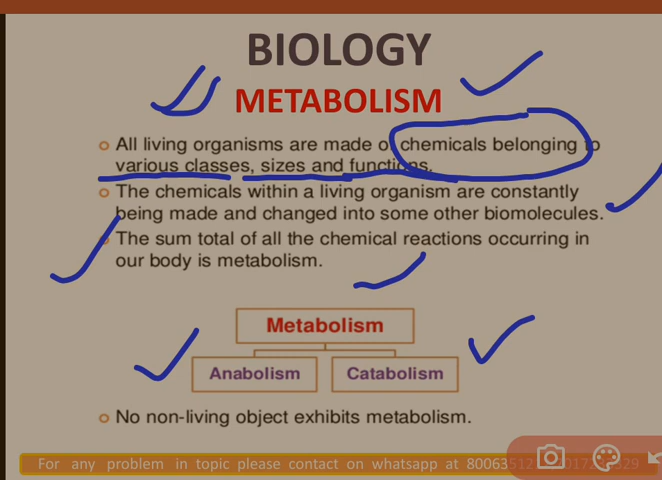 BIOLOGY
METABOLISM
All living organisms are made of chemicals belonging to
various classes, sizes and functions.
The chemicals within a living organism are constantly
being made and changed into some other biomolecules.
The sum total of all the chemical reactions occurring in
our body is metabolism.
Metabolism
Anabolism Catabolism
No non-living object exhibits metabolism.
For any problem in topic please contact on whatsapp at